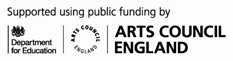 Supported using public funding by
Department
for Education
ARTS COUNCIL
ENGLAND
ARTS COUNCIL
ENGLAND